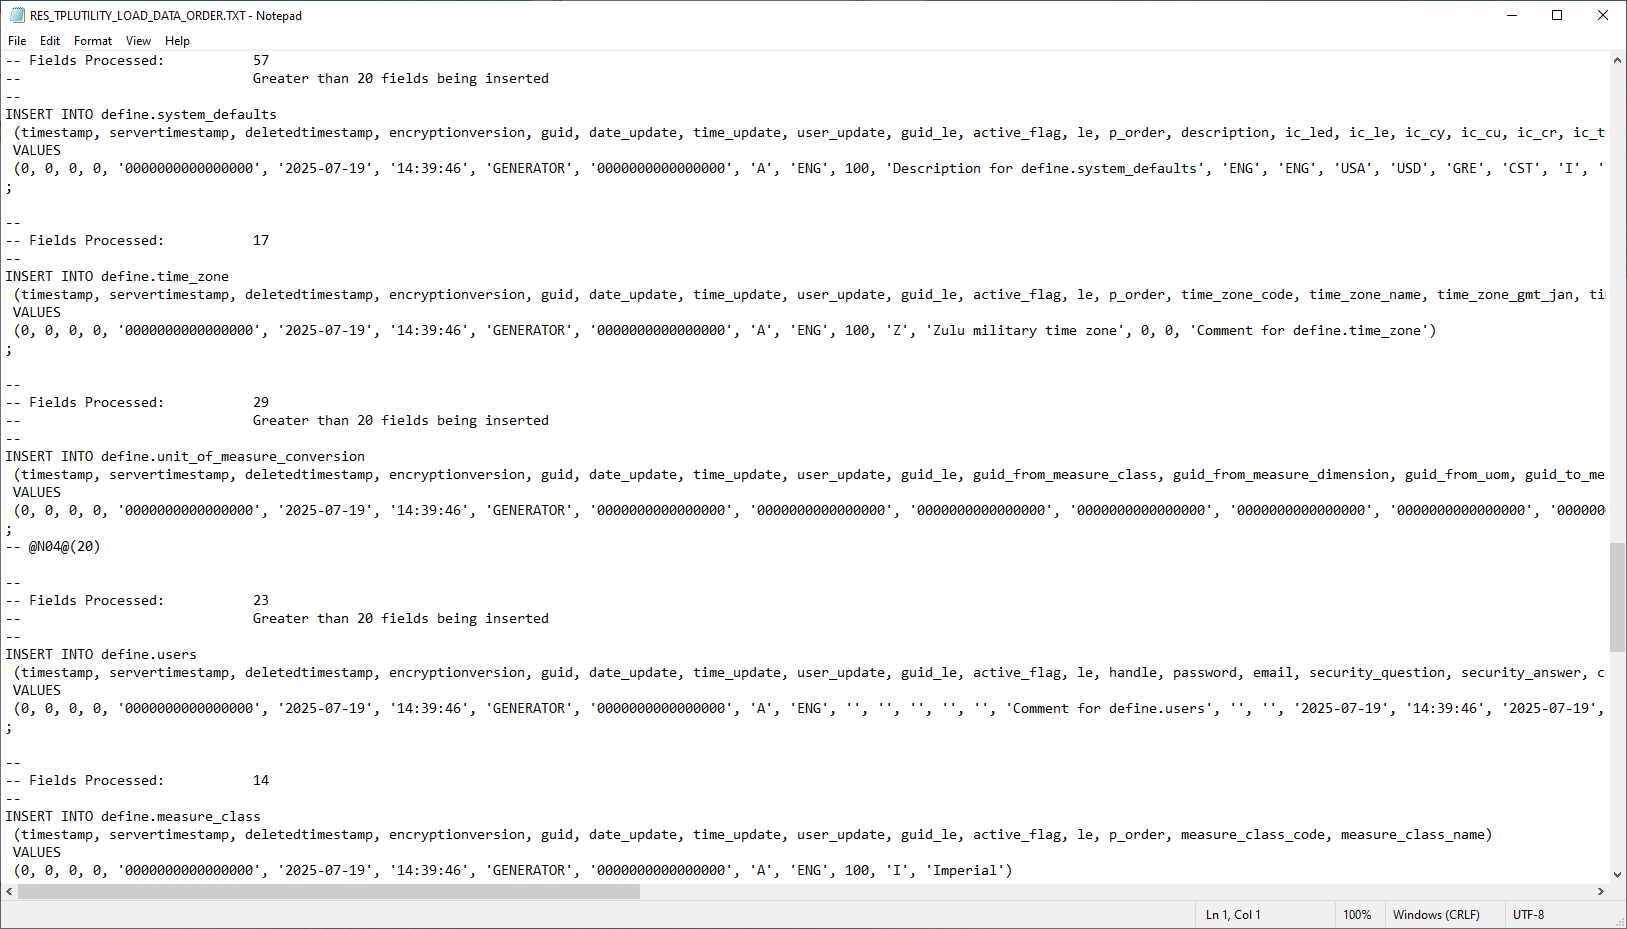 RES_TPLUTILITY_LOAD_DATA_ORDER.TXT - Notepad
File Edit Format View Help
-- Fields Processed: 57
-- Greater than 20 fields being inserted
--
INSERT INTO define.system_defaults
(timestamp, servertimestamp, deletedtimestamp, encryptionversion, guid, date_update, time_update, user_update, guid_le, active_flag, le, p_order, description, ic_led, ic_le, ic_cy, ic_cu, ic_cr, ic_t
VALUES
(0, 0, 0, 0, '0000000000000000', '2025-07-19', '14:39:46', 'GENERATOR', '0000000000000000', 'A', 'ENG', 100, 'Description for define.system_defaults', 'ENG', 'ENG', 'USA', 'USD', 'GRE', 'CST', 'I', '
;
--
-- Fields Processed: 17
--
INSERT INTO define.time_zone
(timestamp, servertimestamp, deletedtimestamp, encryptionversion, guid, date_update, time_update, user_update, guid_le, active_flag, le, p_order, time_zone_code, time_zone_name, time_zone_gmt_jan, ti
VALUES
(0, 0, 0, 0, '0000000000000000', '2025-07-19', '14:39:46', 'GENERATOR', '0000000000000000', 'A', 'ENG', 100, 'Z', 'Zulu military time zone', 0, 0, 'Comment for define.time_zone')
;
--
-- Fields Processed: 29
-- Greater than 20 fields being inserted
--
INSERT INTO define.unit_of_measure_conversion
(timestamp, servertimestamp, deletedtimestamp, encryptionversion, guid, date_update, time_update, user_update, guid_le, guid_from_measure_class, guid_from_measure_dimension, guid_from_uom, guid_to_me
VALUES
(0, 0, 0, 0, '0000000000000000', '2025-07-19', '14:39:46', 'GENERATOR', '0000000000000000', '0000000000000000', '0000000000000000', '0000000000000000', '0000000000000000', '0000000000000000', '000000
;
-- @N04@(20)
--
-- Fields Processed: 23
-- Greater than 20 fields being inserted
--
INSERT INTO define.users
(timestamp, servertimestamp, deletedtimestamp, encryptionversion, guid, date_update, time_update, user_update, guid_le, active_flag, le, handle, password, email, security_question, security_answer, c
VALUES
(0, 0, 0, 0, '0000000000000000', '2025-07-19', '14:39:46', 'GENERATOR', '0000000000000000', 'A', 'ENG', '', '', '', '', '', 'Comment for define.users', '', '', '2025-07-19', '14:39:46', '2025-07-19',
;
--
-- Fields Processed: 14
--
INSERT INTO define.measure_class
(timestamp, servertimestamp, deletedtimestamp, encryptionversion, guid, date_update, time_update, user_update, guid_le, active_flag, le, p_order, measure_class_code, measure_class_name)
VALUES
(0, 0, 0, 0, '0000000000000000', '2025-07-19', '14:39:46', 'GENERATOR', '0000000000000000', 'A', 'ENG', 100, 'I', 'Imperial')
Ln 1, Col 1 100% Windows (CRLF) UTF-8